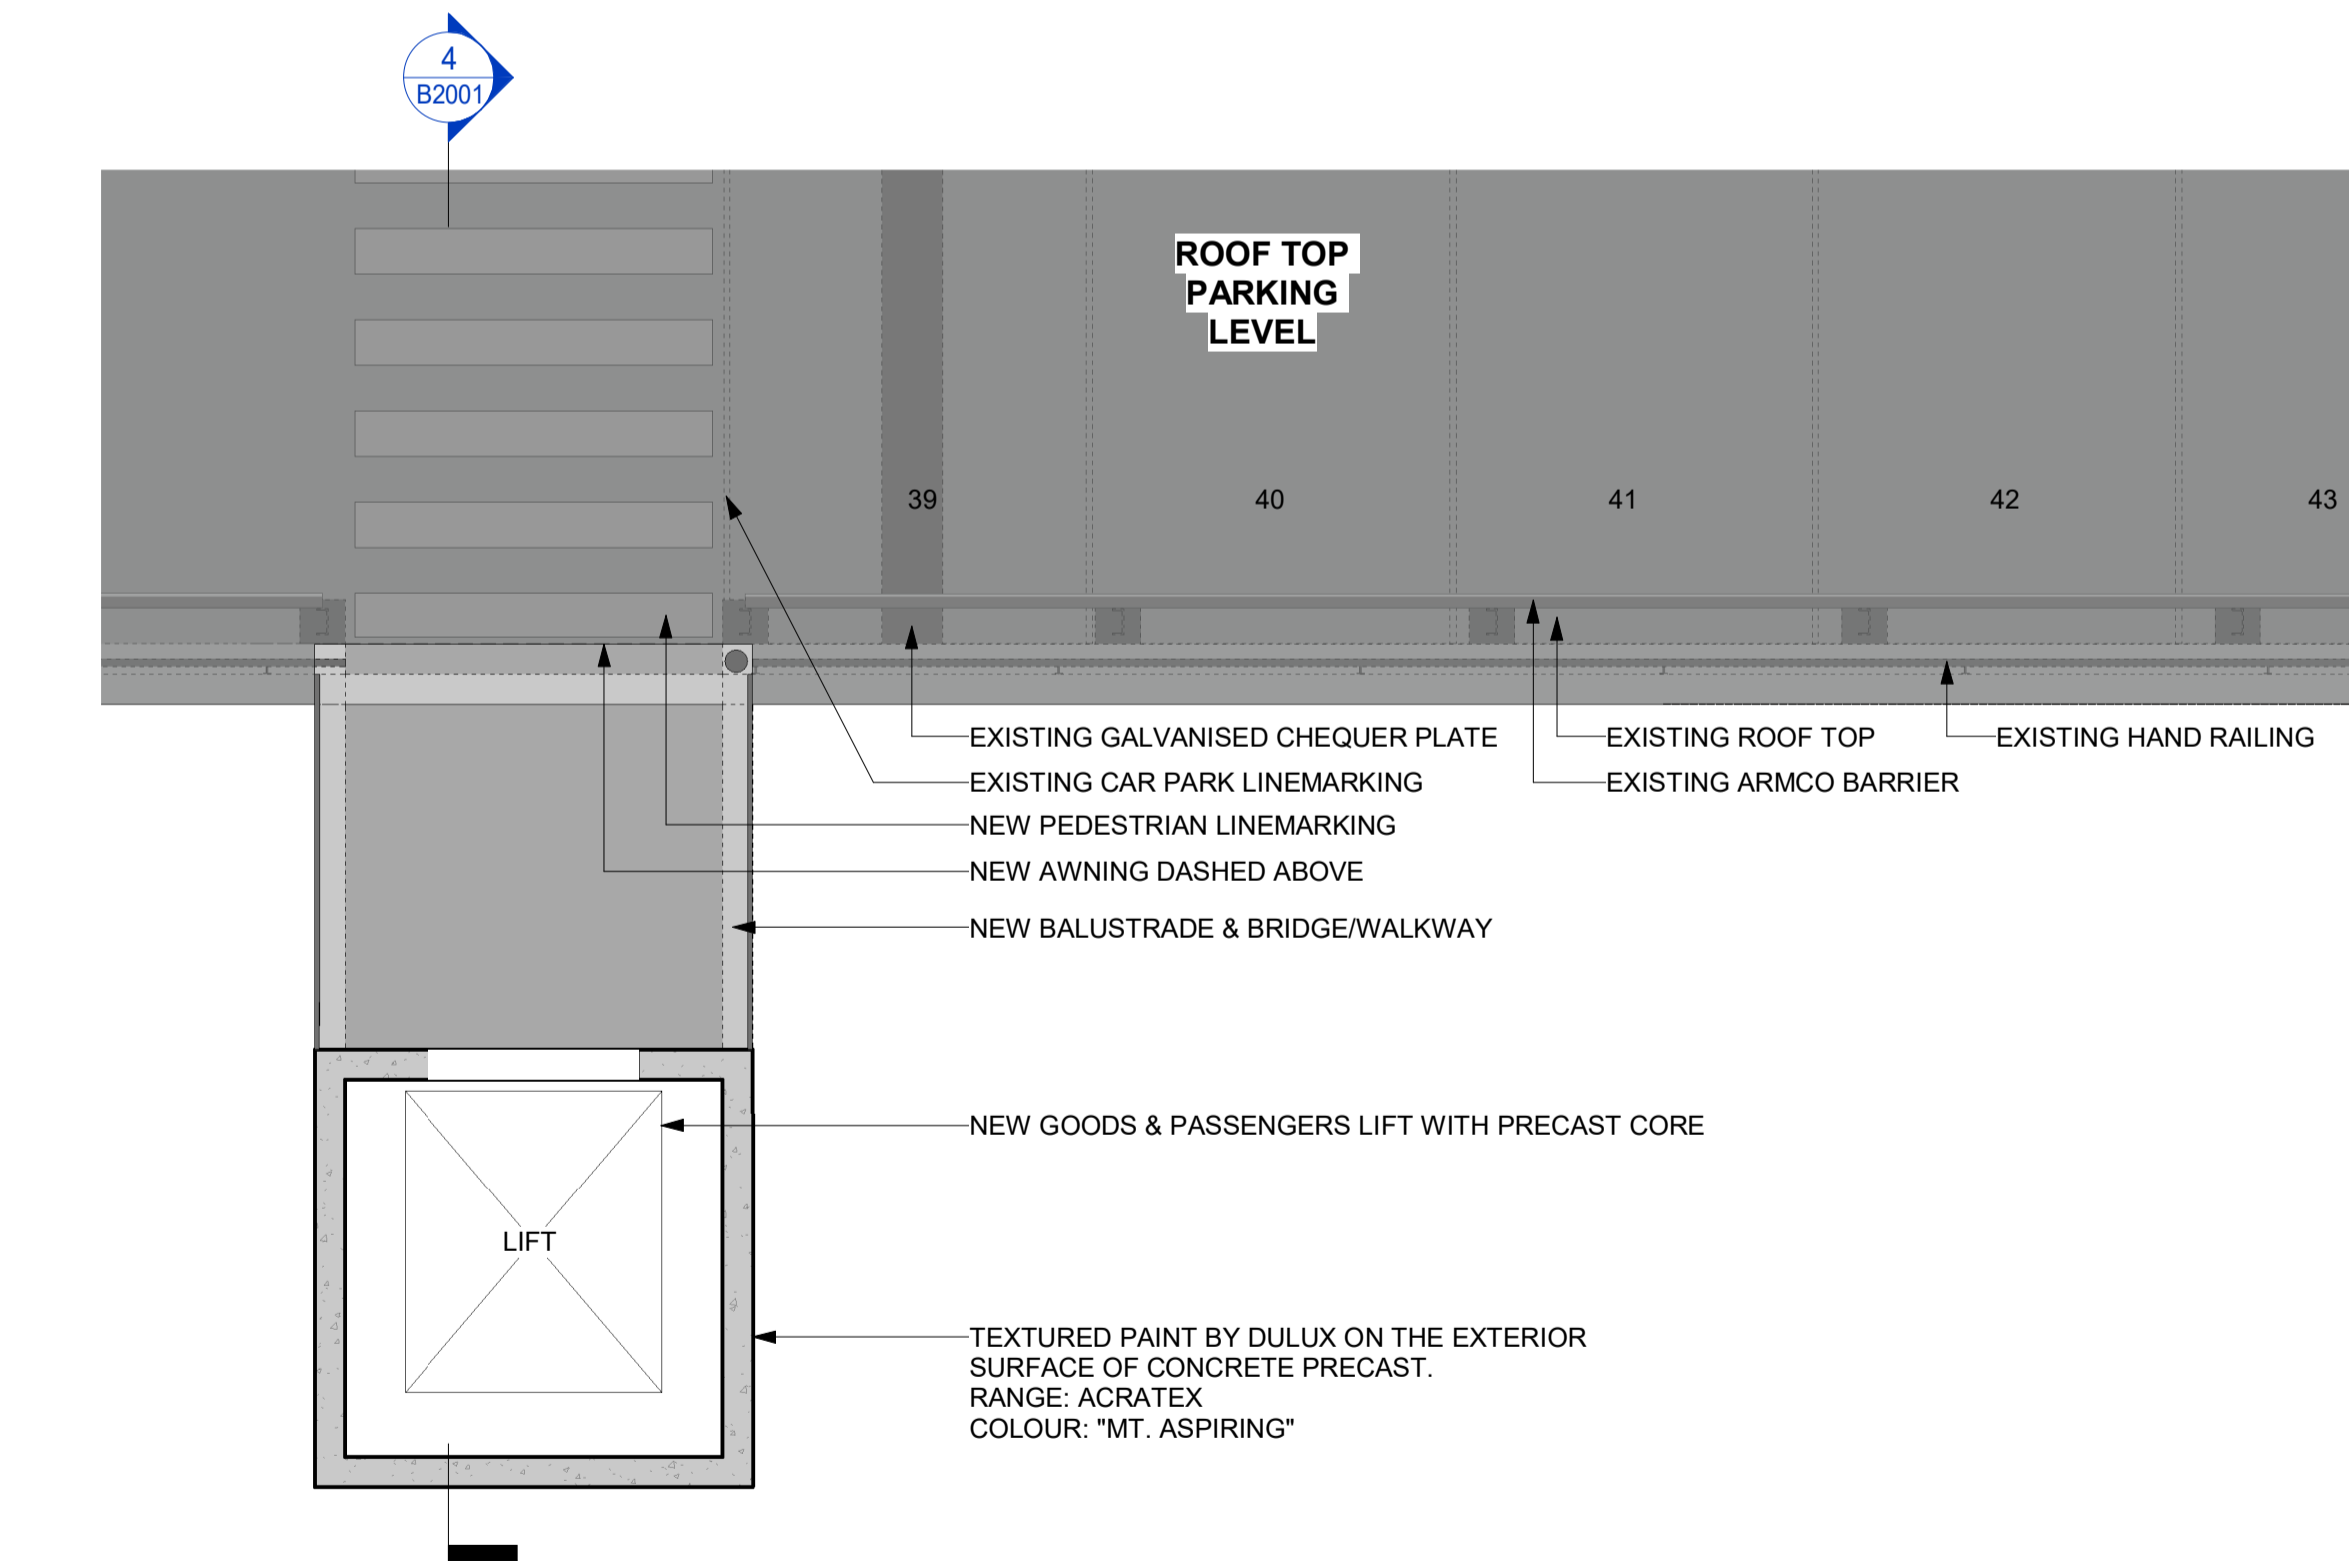 4
B2001
ROOF TOP
PARKING
LEVEL
39
40
41
42
43
EXISTING GALVANISED CHEQUER PLATE
EXISTING ROOF TOP
EXISTING HAND RAILING
EXISTING CAR PARK LINEMARKING
EXISTING ARMCO BARRIER
NEW PEDESTRIAN LINEMARKING
NEW AWNING DASHED ABOVE
NEW BALUSTRADE & BRIDGE/WALKWAY
NEW GOODS & PASSENGERS LIFT WITH PRECAST CORE
LIFT
TEXTURED PAINT BY DULUX ON THE EXTERIOR
SURFACE OF CONCRETE PRECAST.
RANGE: ACRATEX
COLOUR: "MT. ASPIRING"